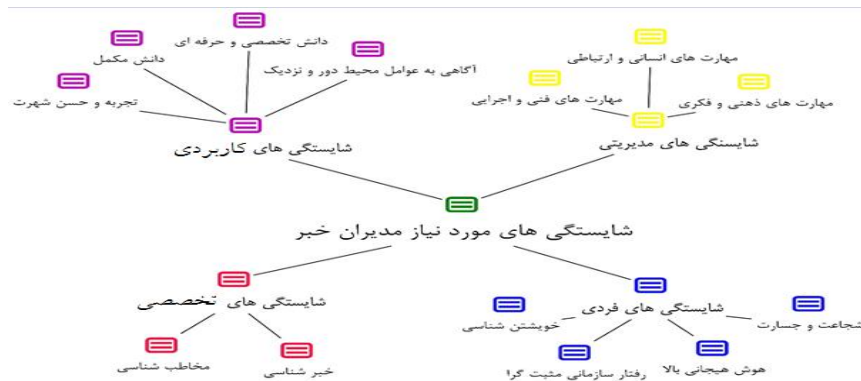 مهارت های انسانی و ارتباطی
مهارت های فنی و اجرایی
مهارت های ذهنی و فکری
شایسنگی های مدیریتی
دانش تخصصی و حرفه ای
دانش مکمل
آگاهی به عوامل محیط دور و نزدیک
تجربه و حسن شهرت
شایستگی های کاربردی
شایستگی های مورد نیاز مدیران خبر
شایستگی های فردی
شجاعت و جسارت
خویشتن شناسی
هوش هیجانی بالا
رفتار سازمانی مثبت گرا
شایستگی های تخصصی
خبر شناسی
مخاطب شناسی